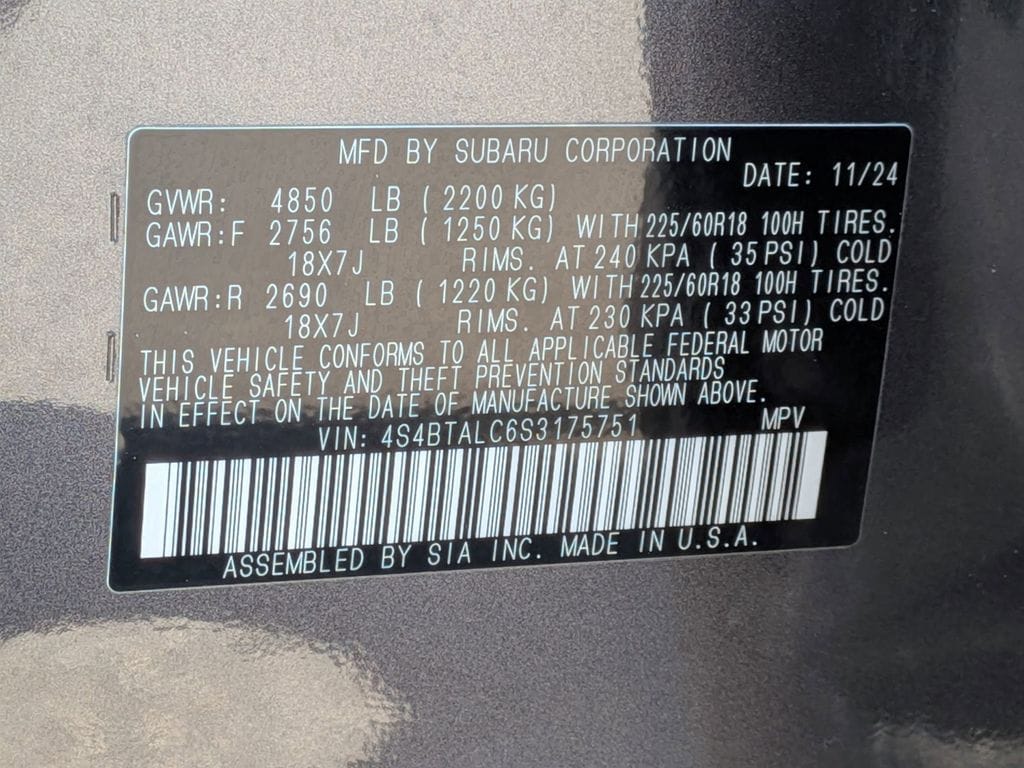 MFD BY SUBARU CORPORATION
DATE: 11/24
GVWR: 4850 LB ( 2200 KG)
GAWR:F 2756 LB ( 1250 KG) WITH 225/60R18 100H TIRES.
18X7J RIMS. AT 240 KPA ( 35 PSI) COLD
GAWR:R 2690 LB ( 1220 KG) WITH 225/60R18 100H TIRES.
18X7J RIMS. AT 230 KPA ( 33 PSI) COLD
THIS VEHICLE CONFORMS TO ALL APPLICABLE FEDERAL MOTOR
VEHICLE SAFETY AND THEFT PREVENTION STANDARDS
IN EFFECT ON THE DATE OF MANUFACTURE SHOWN ABOVE.
VIN: 4S4BTALC6S3175751 MPV
ASSEMBLED BY SIA INC. MADE IN U.S.A.